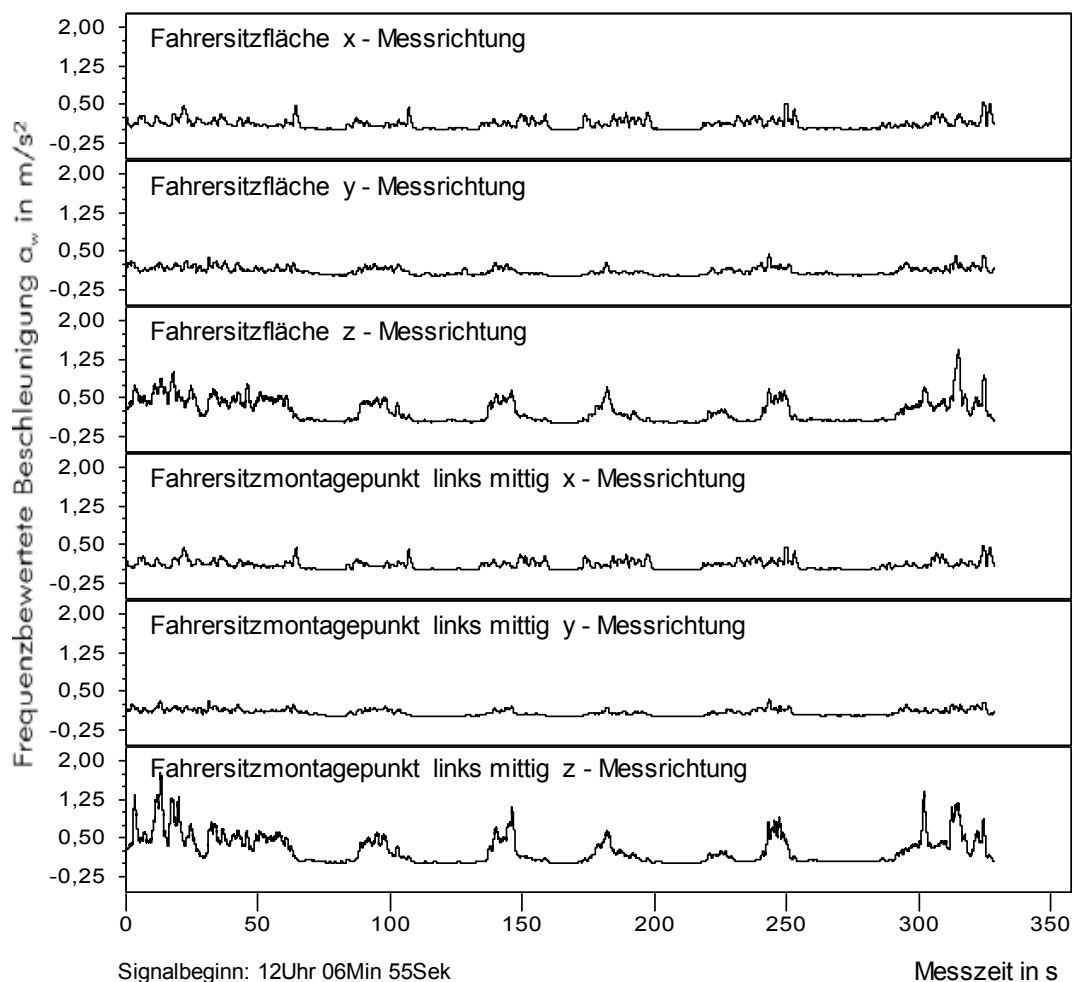 Frequenzbewertete Beschleunigung a_w in m/s²
Fahrersitzfläche x - Messrichtung
2,00
1,25
0,50
-0,25
Fahrersitzfläche y - Messrichtung
2,00
1,25
0,50
-0,25
Fahrersitzfläche z - Messrichtung
2,00
1,25
0,50
-0,25
Fahrersitzmontagepunkt links mittig x - Messrichtung
2,00
1,25
0,50
-0,25
Fahrersitzmontagepunkt links mittig y - Messrichtung
2,00
1,25
0,50
-0,25
Fahrersitzmontagepunkt links mittig z - Messrichtung
2,00
1,25
0,50
-0,25
0 50 100 150 200 250 300 350
Signalbeginn: 12Uhr 06Min 55Sek
Messzeit in s